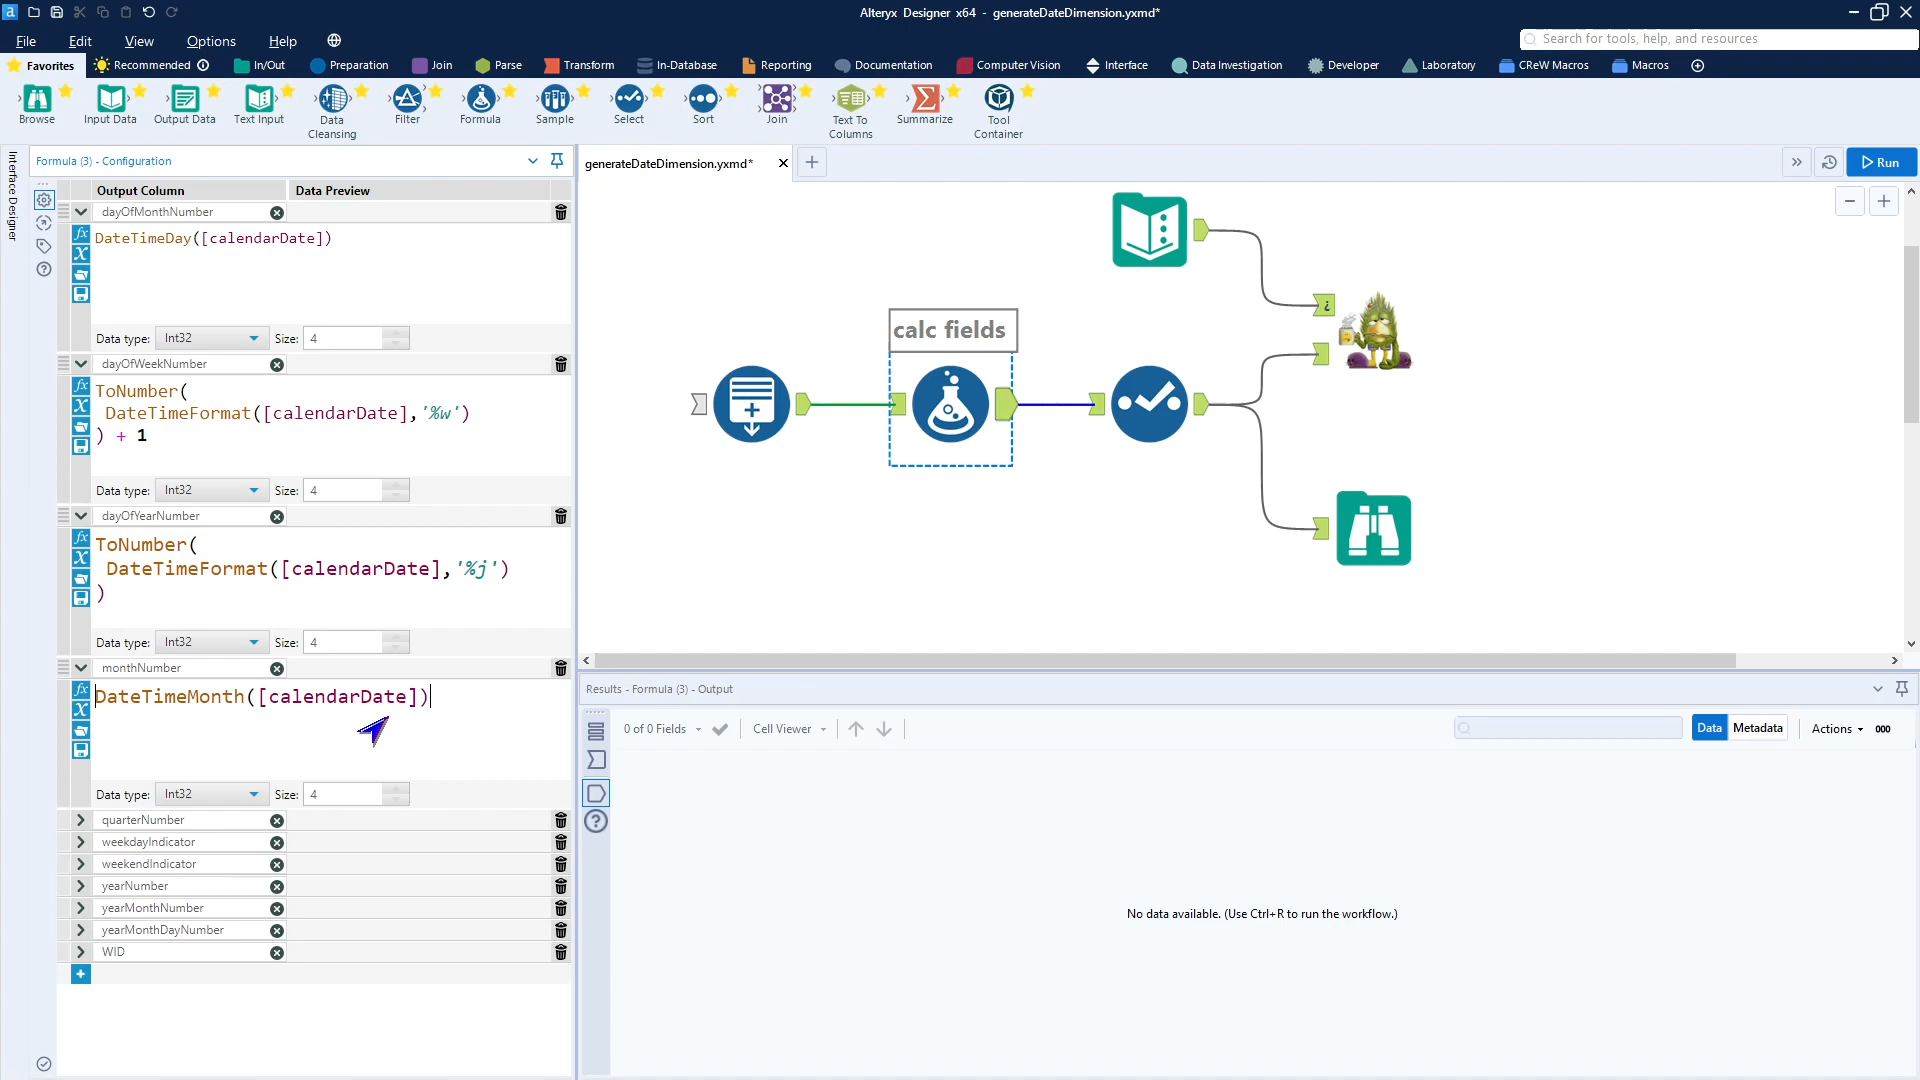 Alteryx Designer x64 - generateDateDimension.yxmd*
File Edit View Options Help
Search for tools, help, and resources
Favorites Recommended In/Out Preparation Join Parse Transform In-Database Reporting Documentation Computer Vision Interface Data Investigation Developer Laboratory CReW Macros Macros
Browse Input Data Output Data Text Input Data Cleansing Filter Formula Sample Select Sort Join Text To Columns Summarize Tool Container
Interface Designer
Formula (3) - Configuration
generateDateDimension.yxmd*
Run
Output Column Data Preview
dayOfMonthNumber
DateTimeDay([calendarDate])
Data type: Int32 Size: 4
dayOfWeekNumber
ToNumber(
DateTimeFormat([calendarDate],'%w')
) + 1
Data type: Int32 Size: 4
dayOfYearNumber
ToNumber(
DateTimeFormat([calendarDate],'%j')
)
Data type: Int32 Size: 4
monthNumber
DateTimeMonth([calendarDate])
Data type: Int32 Size: 4
quarterNumber
weekdayIndicator
weekendIndicator
yearNumber
yearMonthNumber
yearMonthDayNumber
WID
calc fields
Results - Formula (3) - Output
0 of 0 Fields Cell Viewer Data Metadata Actions 000
No data available. (Use Ctrl+R to run the workflow.)